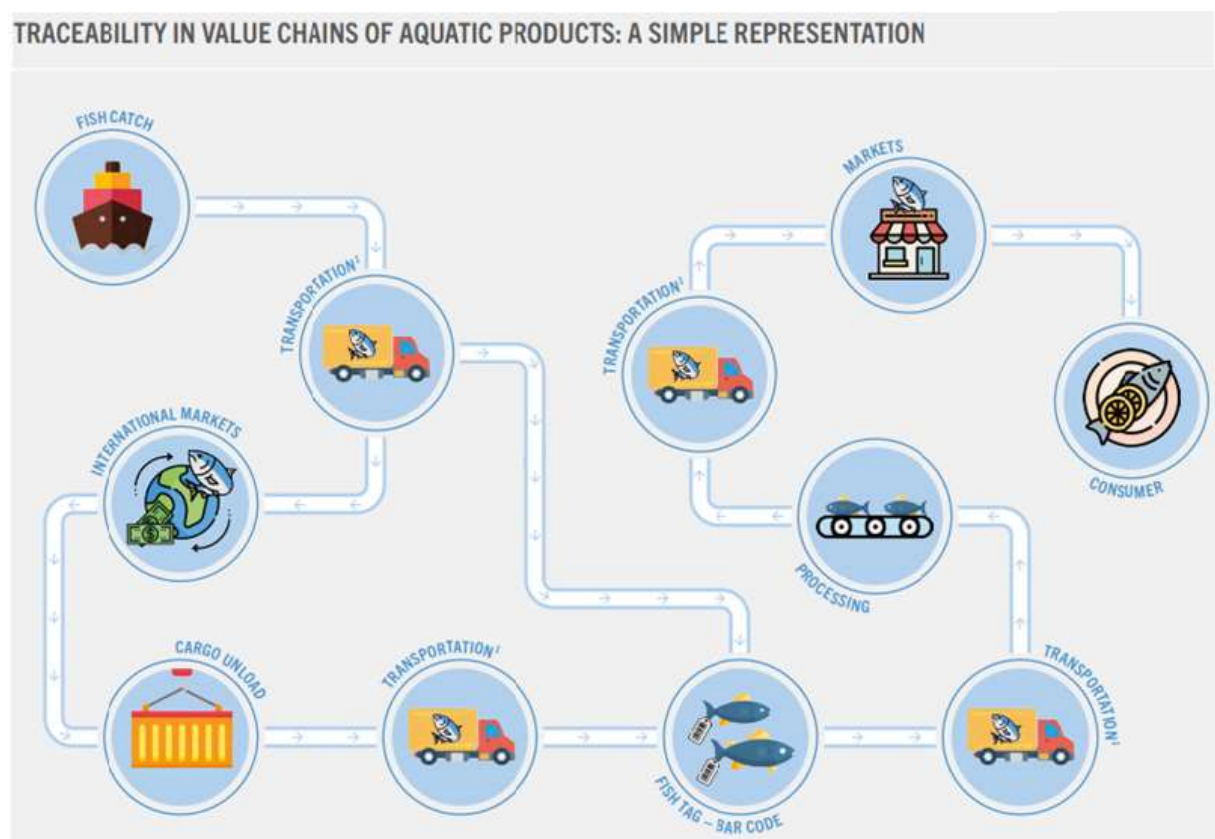 TRACEABILITY IN VALUE CHAINS OF AQUATIC PRODUCTS: A SIMPLE REPRESENTATION
FISH CATCH
TRANSPORTATION¹
INTERNATIONAL MARKETS
CARGO UNLOAD
TRANSPORTATION¹
FISH TAG – BAR CODE
TRANSPORTATION¹
PROCESSING
TRANSPORTATION¹
MARKETS
CONSUMER